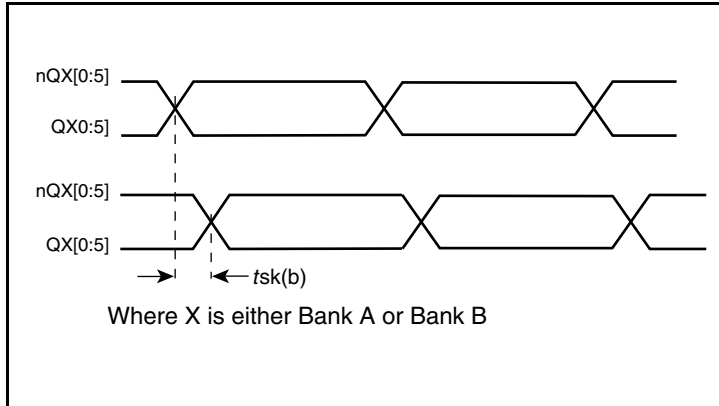 nQX[0:5]
QX0:5]
nQX[0:5]
QX[0:5]
tsk(b)
Where X is either Bank A or Bank B